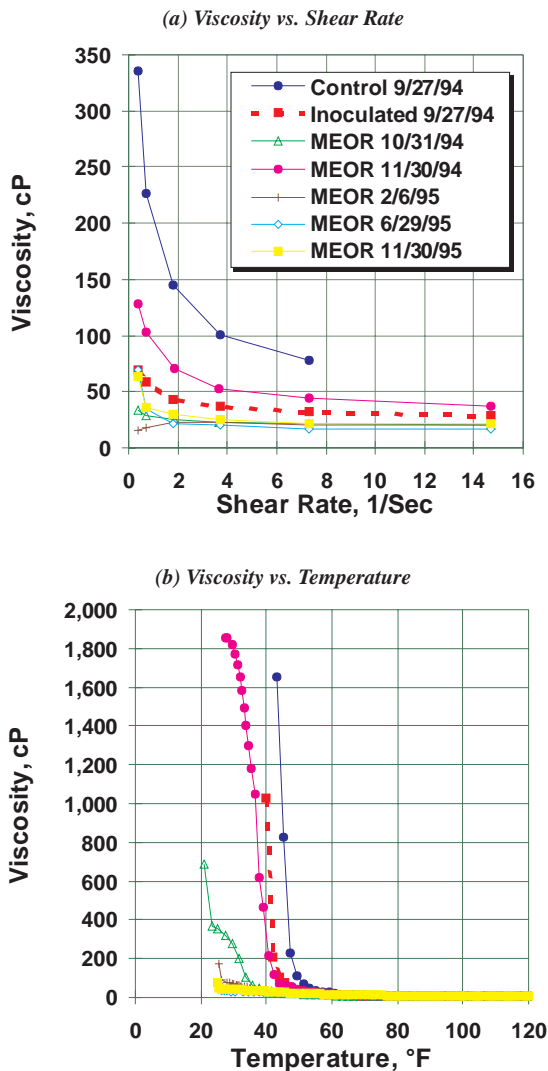 (a) Viscosity vs. Shear Rate
350
300
250
200
150
100
50
0
Viscosity, cP
Control 9/27/94
Inoculated 9/27/94
MEOR 10/31/94
MEOR 11/30/94
MEOR 2/6/95
MEOR 6/29/95
MEOR 11/30/95
0 2 4 6 8 10 12 14 16
Shear Rate, 1/Sec
(b) Viscosity vs. Temperature
2,000
1,800
1,600
1,400
1,200
1,000
800
600
400
200
0
Viscosity, cP
0 20 40 60 80 100 120
Temperature, °F